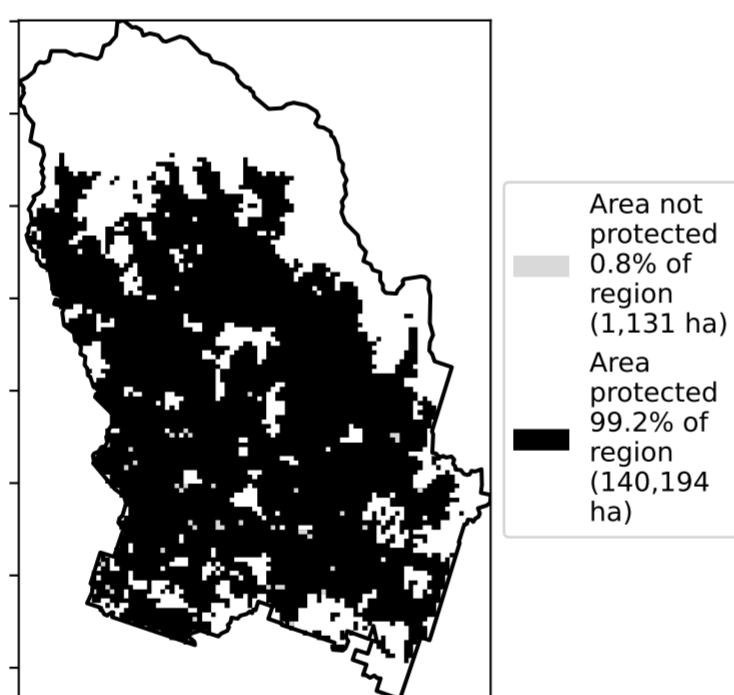 Area not
protected
0.8% of
region
(1,131 ha)
Area
protected
99.2% of
region
(140,194
ha)